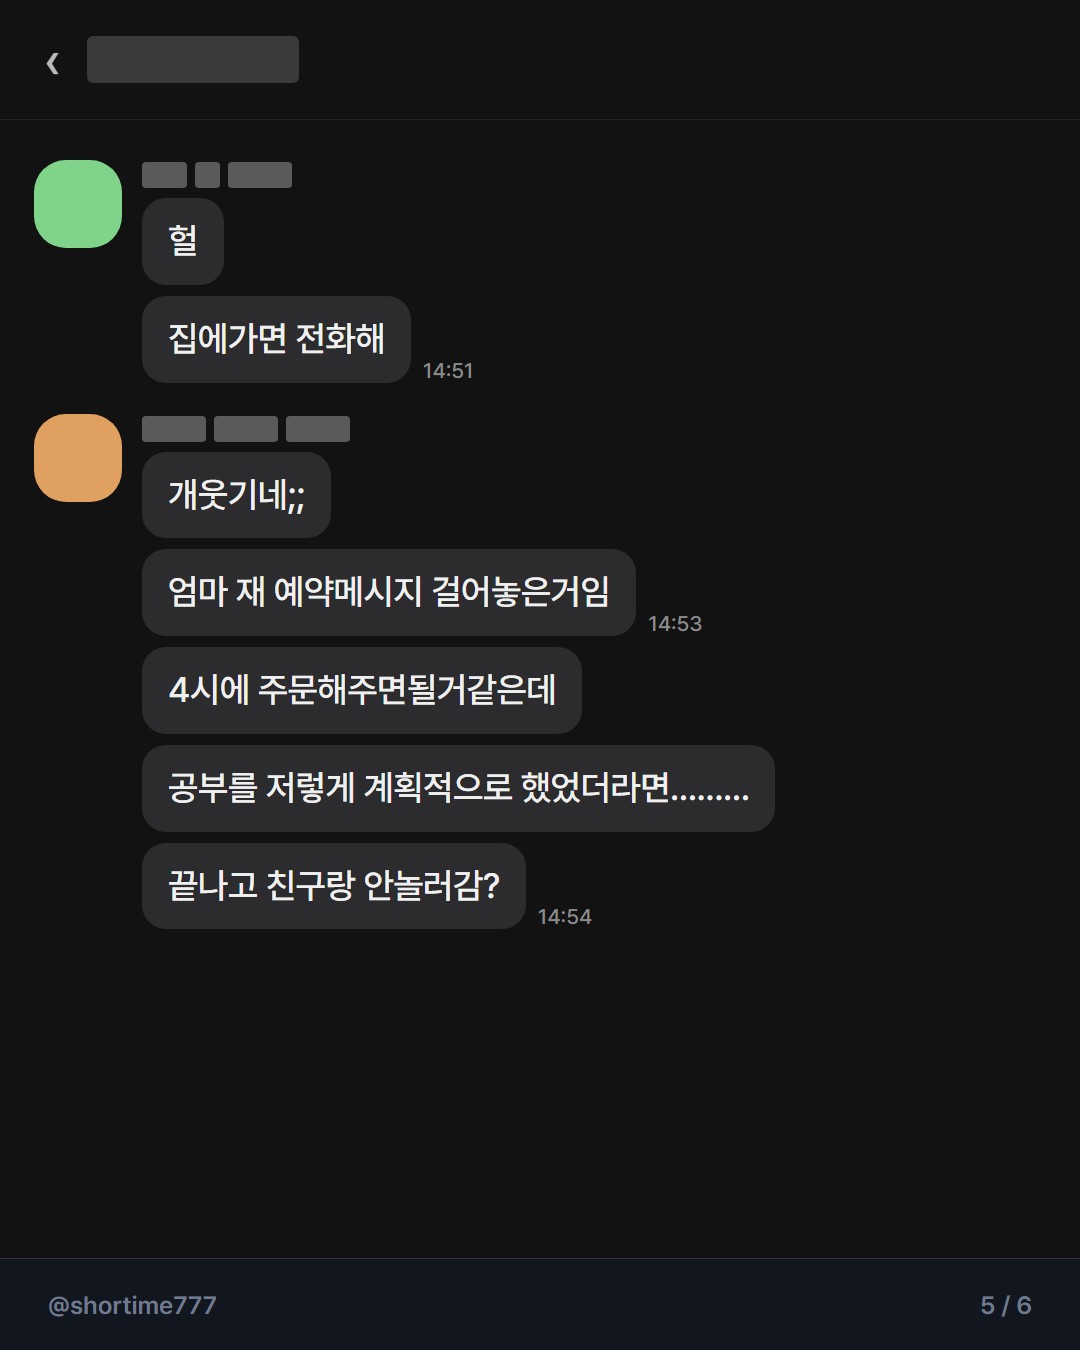 헐
집에가면 전화해
14:51
개웃기네;;
엄마 재 예약메시지 걸어놓은거임
14:53
4시에 주문해주면될거같은데
공부를 저렇게 계획적으로 했었더라면.........
끝나고 친구랑 안놀러감?
14:54
@shortime777
5 / 6